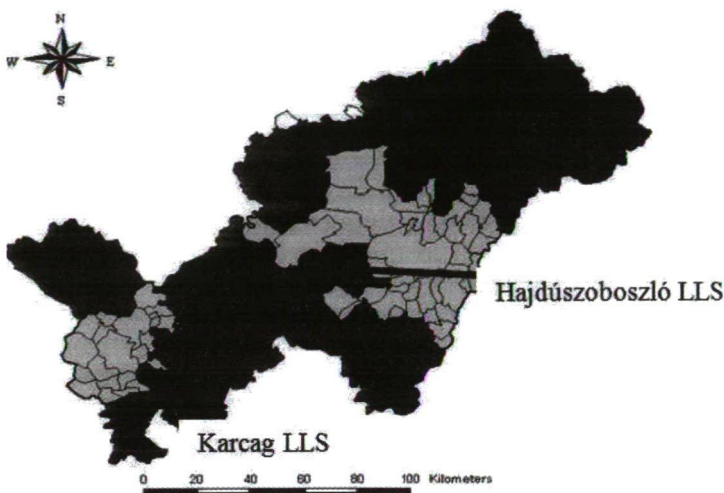 N
W E
S
Hajdúszoboszló LLS
Karcag LLS
0 20 40 60 80 100 Kilometers